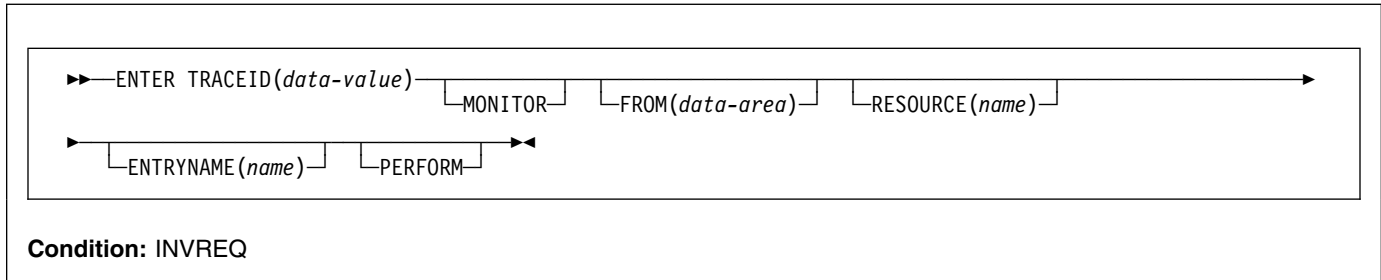 ►►──ENTER TRACEID(data-value)
MONITOR FROM(data-area) RESOURCE(name)
ENTRYNAME(name) PERFORM
Condition: INVREQ